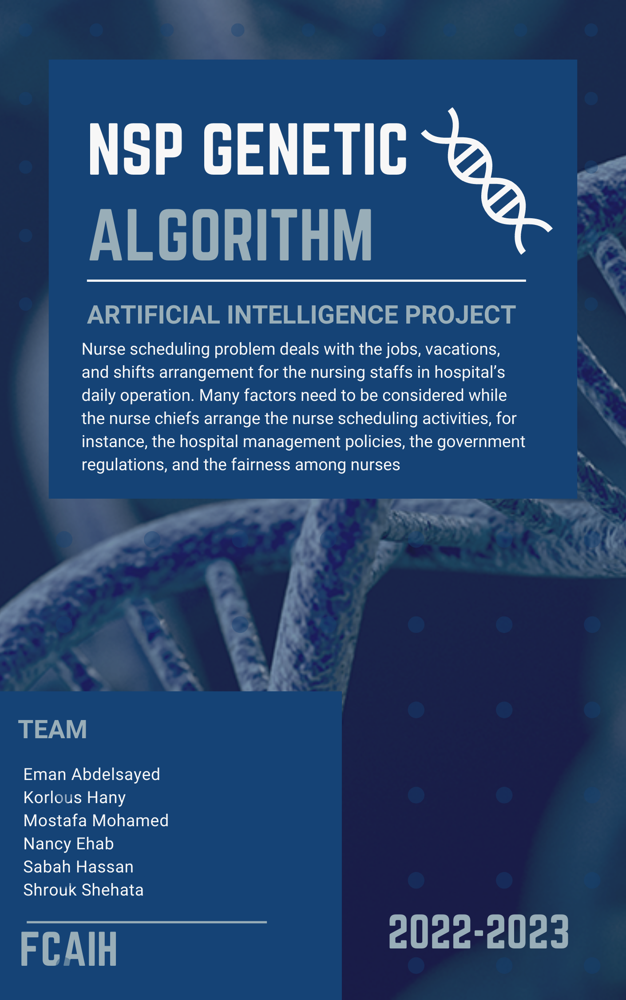 NSP GENETIC
ALGORITHM
ARTIFICIAL INTELLIGENCE PROJECT
Nurse scheduling problem deals with the jobs, vacations,
and shifts arrangement for the nursing staffs in hospital’s
daily operation. Many factors need to be considered while
the nurse chiefs arrange the nurse scheduling activities, for
instance, the hospital management policies, the government
regulations, and the fairness among nurses
TEAM
Eman Abdelsayed
Korlous Hany
Mostafa Mohamed
Nancy Ehab
Sabah Hassan
Shrouk Shehata
FCAIH
2022-2023